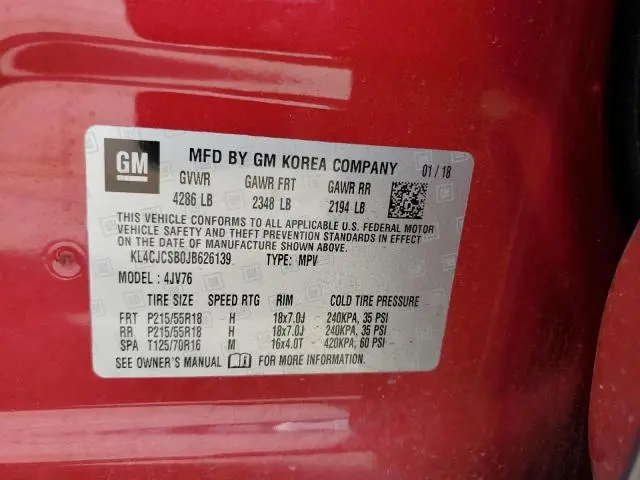 GM MFD BY GM KOREA COMPANY 01 / 18
GVWR GAWR FRT GAWR RR
4286 LB 2348 LB 2194 LB
THIS VEHICLE CONFORMS TO ALL APPLICABLE U.S. FEDERAL MOTOR
VEHICLE SAFETY AND THEFT PREVENTION STANDARDS IN EFFECT
ON THE DATE OF MANUFACTURE SHOWN ABOVE.
KL4CJCSB0JB626139 TYPE: MPV
MODEL : 4JV76
TIRE SIZE SPEED RTG RIM COLD TIRE PRESSURE
FRT P215/55R18 H 18x7.0J 240KPA, 35 PSI
RR P215/55R18 H 18x7.0J 240KPA, 35 PSI
SPA T125/70R16 M 16x4.0T 420KPA, 60 PSI
SEE OWNER'S MANUAL FOR MORE INFORMATION.